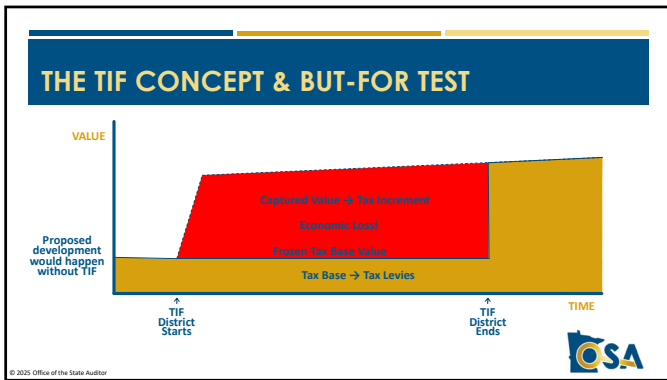 THE TIF CONCEPT & BUT-FOR TEST
VALUE
Captured Value → Tax Increment
Economic Loss!
Frozen Tax Base Value
Proposed
development
would happen
without TIF
Tax Base → Tax Levies
TIME
↑
TIF
District
Starts
↑
TIF
District
Ends
OSA
© 2025 Office of the State Auditor